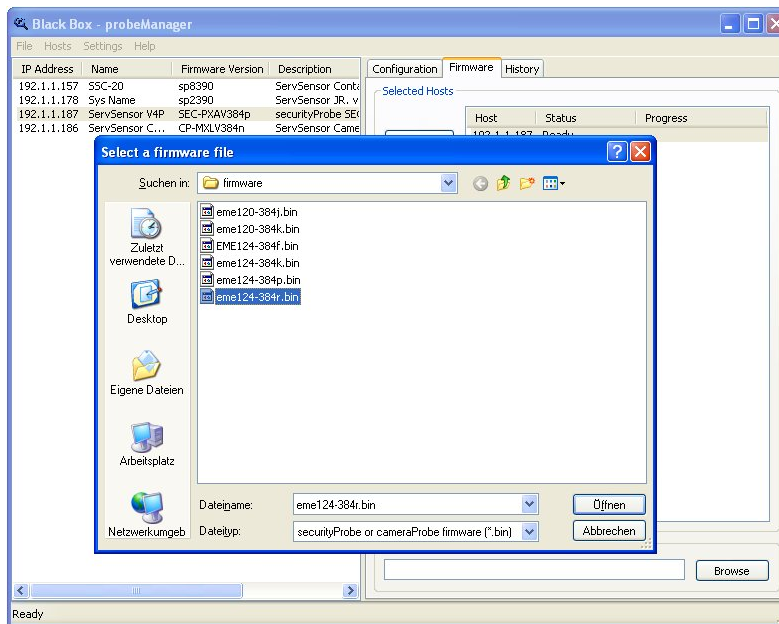 Black Box - probeManager
File Hosts Settings Help
IP Address Name Firmware Version Description
192.1.1.157 SSC-20 sp8390 ServSensor Conta
192.1.1.178 Sys Name sp2390 ServSensor JR. v
192.1.1.187 ServSensor V4P SEC-PXAV384p securityProbe SE
192.1.1.186 ServSensor C... CP-MXLV384n ServSensor Came
Configuration Firmware History
Selected Hosts
Host Status Progress
192.1.1.187 Ready
Select a firmware file
Suchen in: firmware
eme120-384j.bin
eme120-384k.bin
EME124-384f.bin
eme124-384k.bin
eme124-384p.bin
eme124-384r.bin
Zuletzt
verwendete D...
Desktop
Eigene Dateien
Arbeitsplatz
Netzwerkumgeb
Dateiname: eme124-384r.bin Öffnen
Dateityp: securityProbe or cameraProbe firmware (*.bin) Abbrechen
Browse
Ready